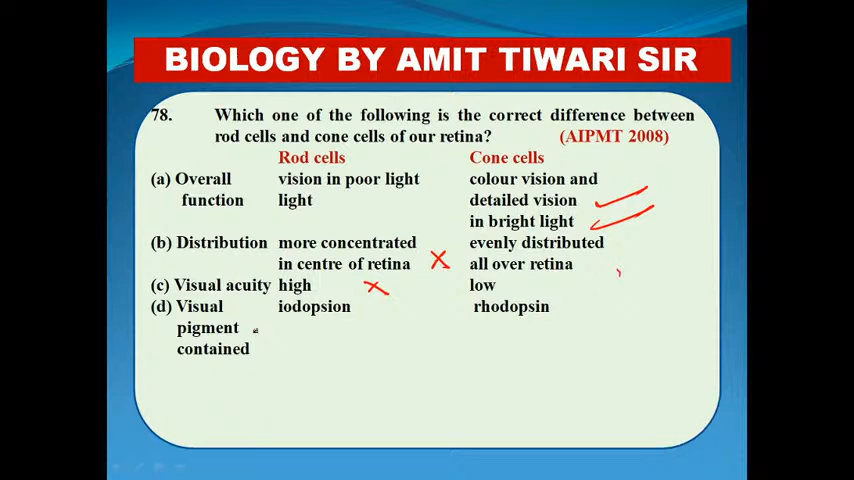 BIOLOGY BY AMIT TIWARI SIR
78. Which one of the following is the correct difference between
rod cells and cone cells of our retina? (AIPMT 2008)
Rod cells Cone cells
(a) Overall vision in poor light colour vision and
function light detailed vision
in bright light
(b) Distribution more concentrated evenly distributed
in centre of retina all over retina
(c) Visual acuity high low
(d) Visual iodopsion rhodopsin
pigment
contained